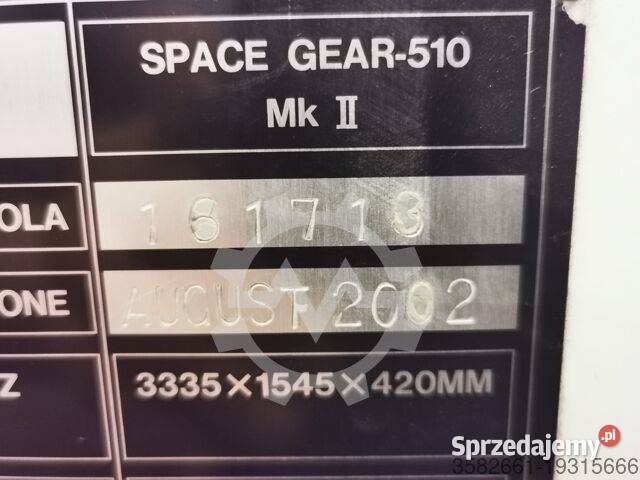 SPACE GEAR-510
Mk II
OLA 161713
ONE AUGUST 2002
Z 3335×1545×420MM
Sprzedajemy.pl
3582661-19315666